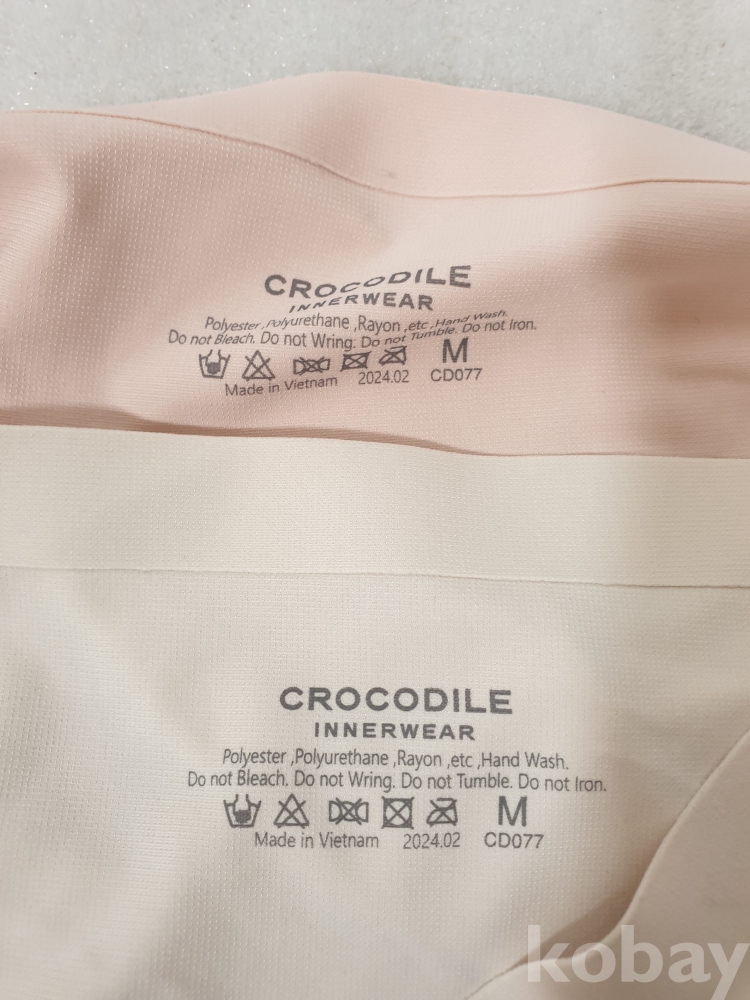 CROCODILE
INNERWEAR
Polyester ,Polyurethane ,Rayon ,etc ,Hand Wash.
Do not Bleach. Do not Wring. Do not Tumble. Do not Iron.
M
Made in Vietnam 2024.02 CD077
CROCODILE
INNERWEAR
Polyester ,Polyurethane ,Rayon ,etc ,Hand Wash.
Do not Bleach. Do not Wring. Do not Tumble. Do not Iron.
M
Made in Vietnam 2024.02 CD077
kobay